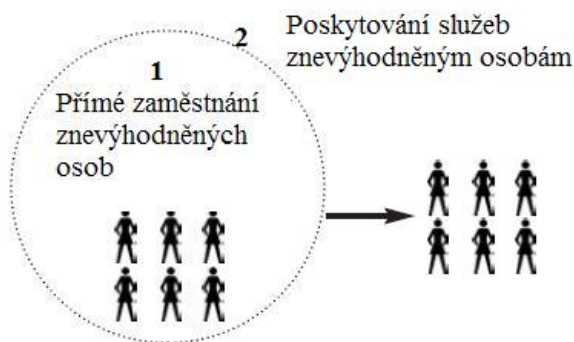 1
Přímé zaměstnání
znevýhodněných
osob
2
Poskytování služeb
znevýhodněným osobám